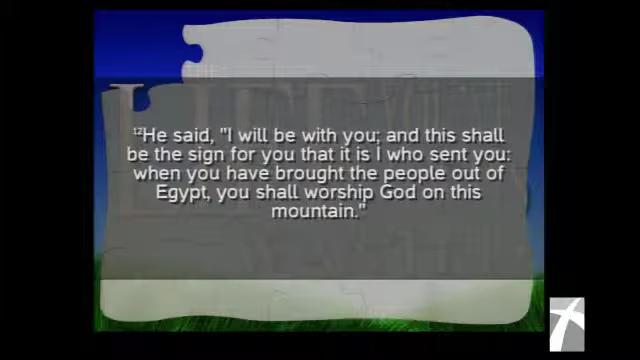 ¹²He said, "I will be with you; and this shall
be the sign for you that it is I who sent you:
when you have brought the people out of
Egypt, you shall worship God on this
mountain."